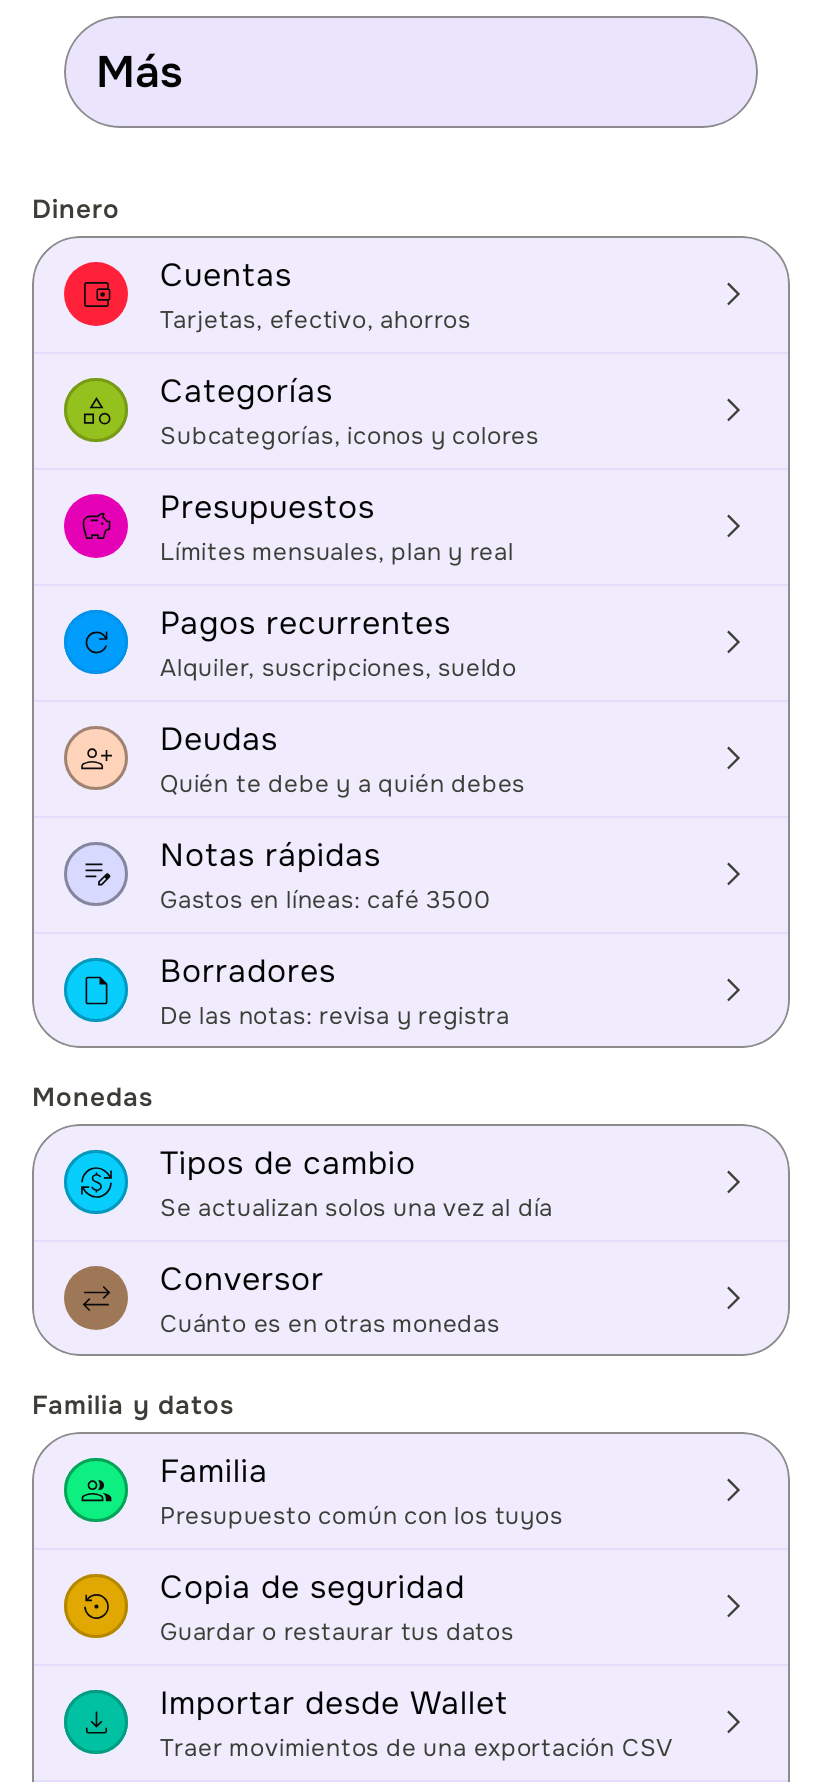 Más
Dinero
Cuentas
Tarjetas, efectivo, ahorros
Categorías
Subcategorías, iconos y colores
Presupuestos
Límites mensuales, plan y real
Pagos recurrentes
Alquiler, suscripciones, sueldo
Deudas
Quién te debe y a quién debes
Notas rápidas
Gastos en líneas: café 3500
Borradores
De las notas: revisa y registra
Monedas
Tipos de cambio
Se actualizan solos una vez al día
Conversor
Cuánto es en otras monedas
Familia y datos
Familia
Presupuesto común con los tuyos
Copia de seguridad
Guardar o restaurar tus datos
Importar desde Wallet
Traer movimientos de una exportación CSV